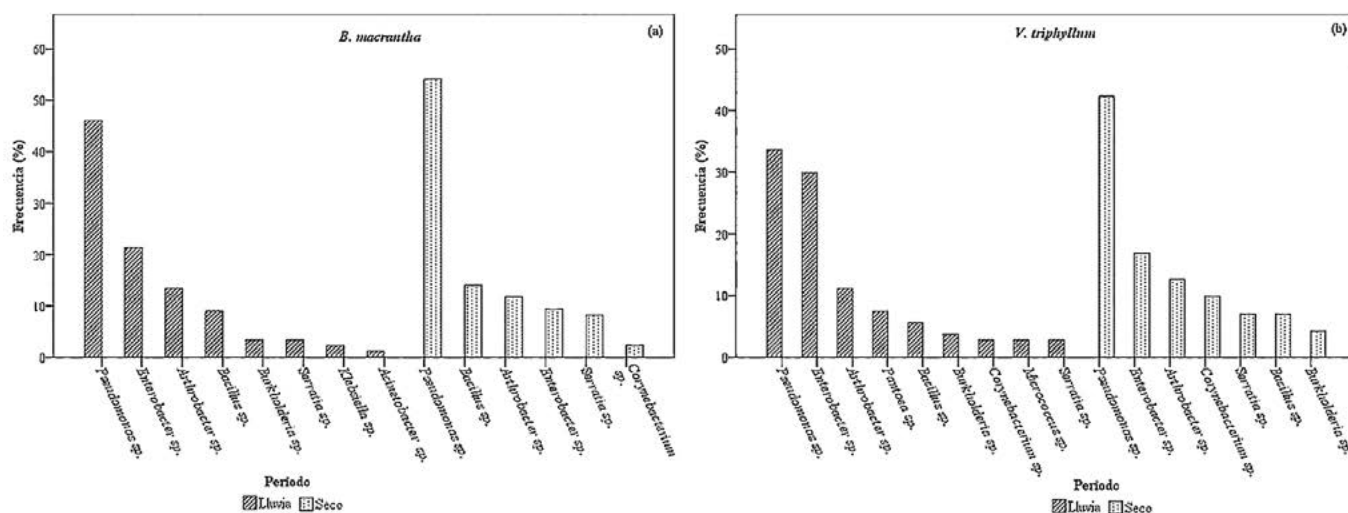 (a)
B. macrantha
60
50
40
30
20
10
0
Frecuencia (%)
Pseudomonas sp.
Enterobacter sp.
Arthrobacter sp.
Bacillus sp.
Burkholderia sp.
Serratia sp.
Klebsiella sp.
Acinetobacter sp.
Pseudomonas sp.
Bacillus sp.
Arthrobacter sp.
Enterobacter sp.
Serratia sp.
Corynebacterium
sp.
Período
Lluvia Seco
(b)
V. triphyllum
50
40
30
20
10
0
Frecuencia (%)
Pseudomonas sp.
Enterobacter sp.
Arthrobacter sp.
Pantoea sp.
Bacillus sp.
Burkholderia sp.
Corynebacterium sp.
Micrococcus sp.
Serratia sp.
Pseudomonas sp.
Enterobacter sp.
Arthrobacter sp.
Corynebacterium sp.
Serratia sp.
Bacillus sp.
Burkholderia sp.
Período
Lluvia Seco